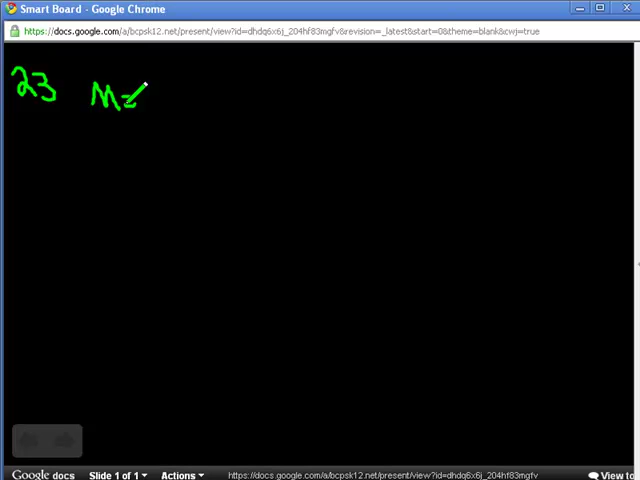 Smart Board - Google Chrome
https://docs.google.com/a/bcpsk12.net/present/view?id=dhdq6x6j_204hf83mgfv&revision=_latest&start=0&theme=blank&cwj=true
23 M=
Google docs Slide 1 of 1 Actions https://docs.google.com/a/bcpsk12.net/present/view?id=dhdq6x6j_204hf83mgfv View to